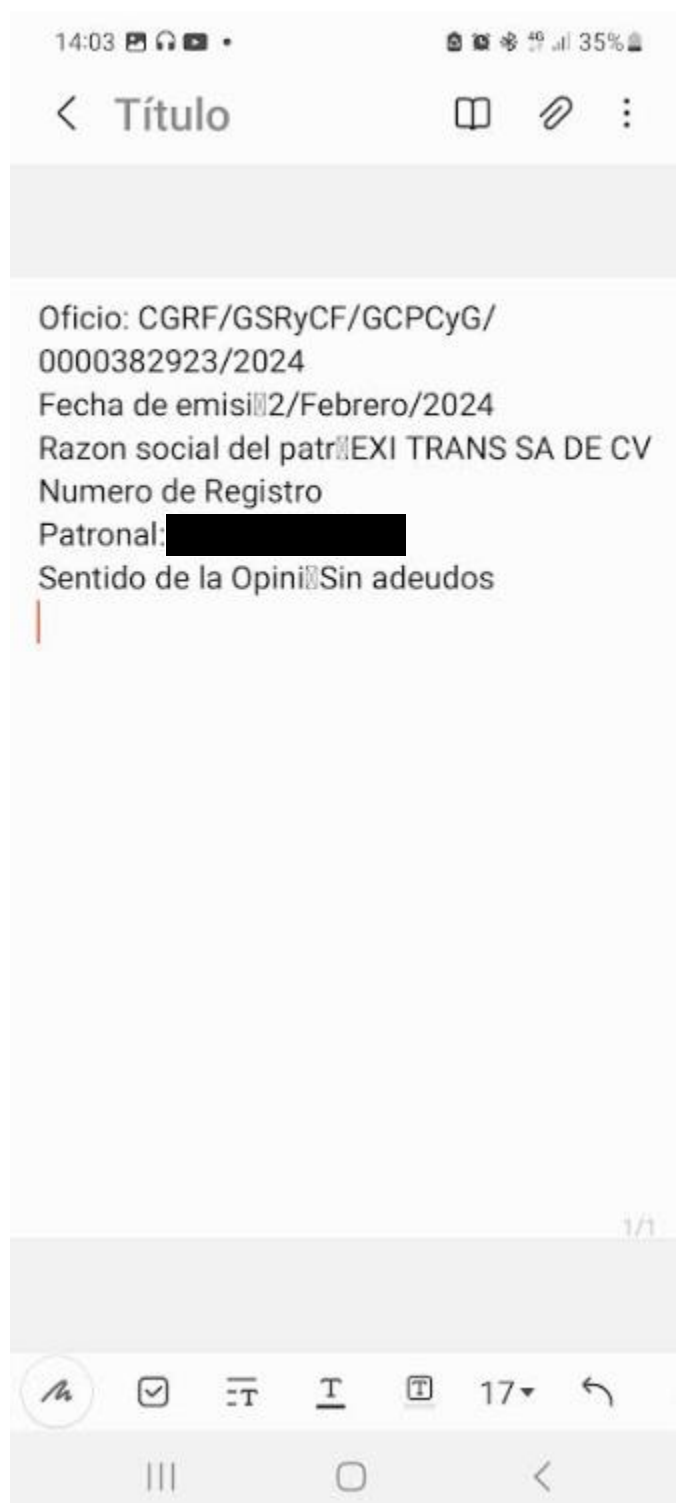 14:03
35%
Título
Oficio: CGRF/GSRyCF/GCPCyG/
0000382923/2024
Fecha de emisi2/Febrero/2024
Razon social del patrEXI TRANS SA DE CV
Numero de Registro
Patronal:
Sentido de la OpiniSin adeudos
1/1
17